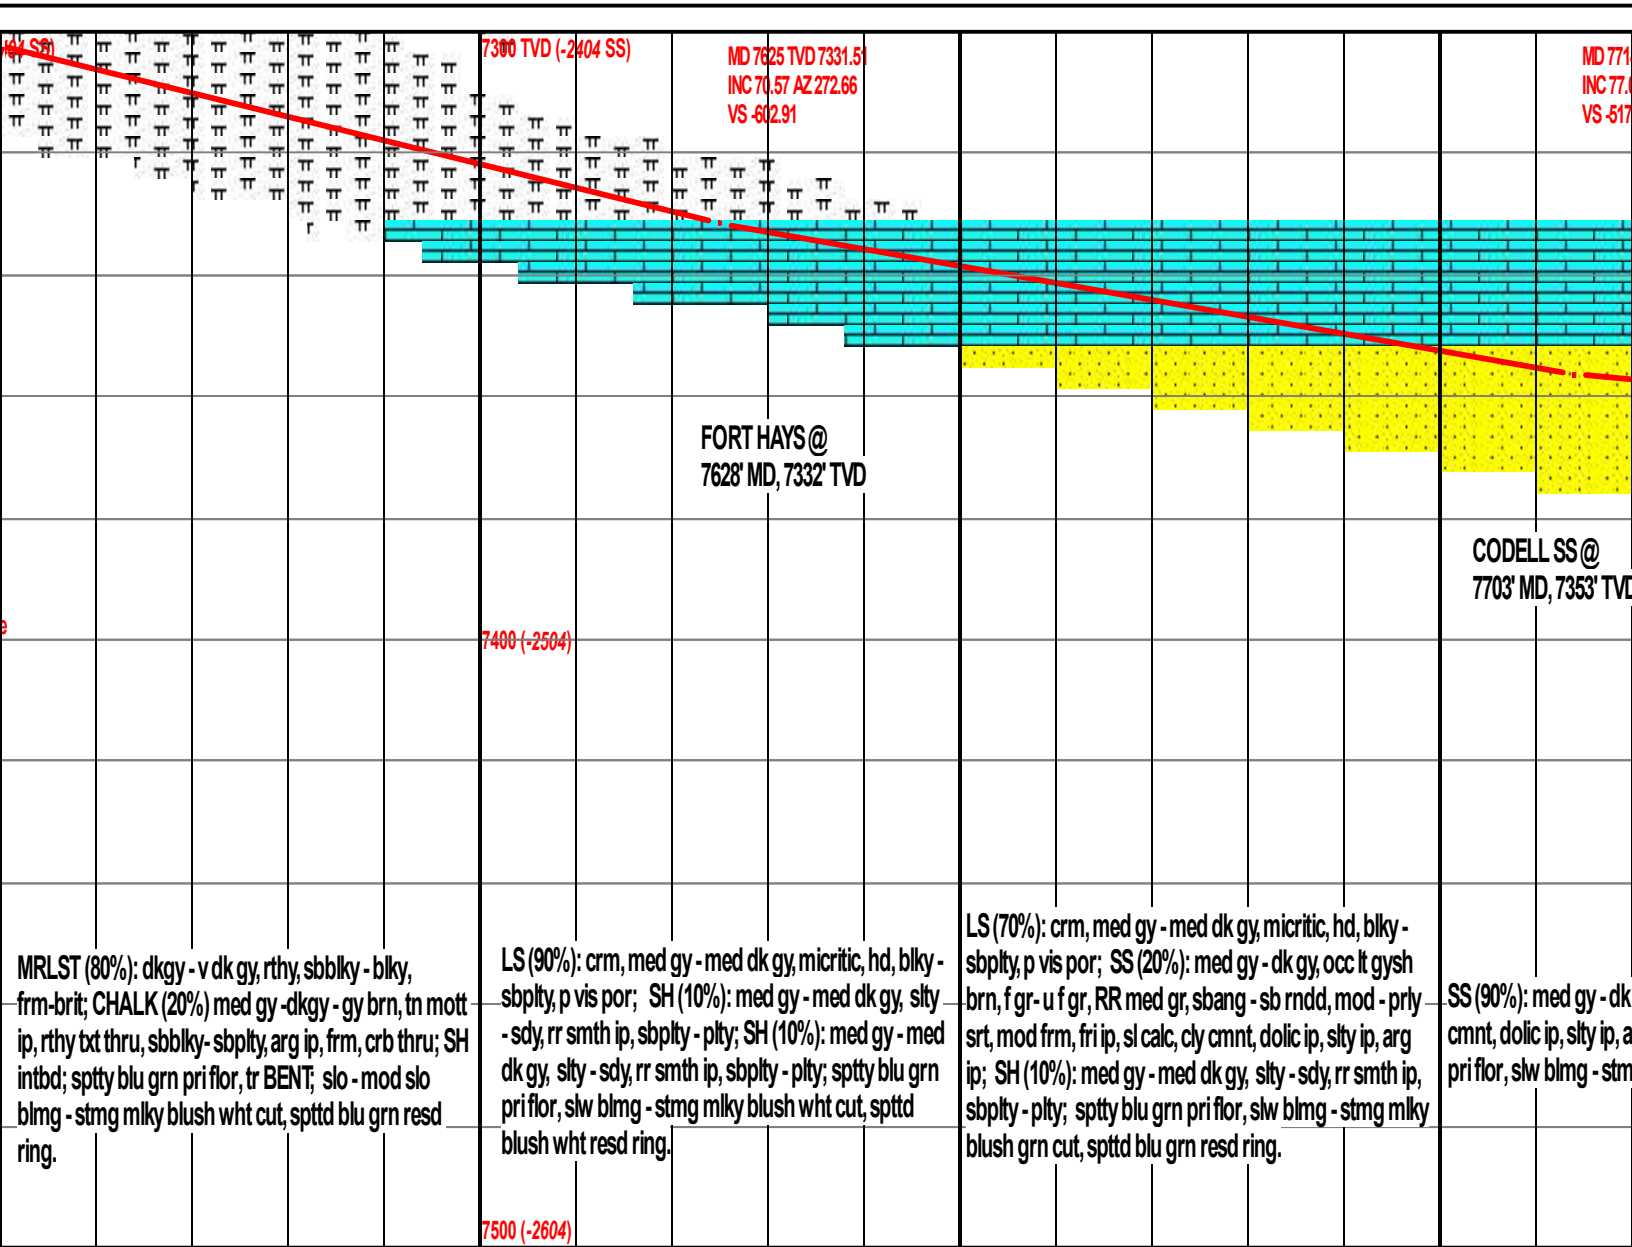 7300 TVD (-2404 SS)
MD 7625 TVD 7331.51
INC 70.57 AZ 272.66
VS -602.91
MD 771
INC 77.
VS -517
FORT HAYS @
7628' MD, 7332' TVD
CODELL SS @
7703' MD, 7353' TVD
7400 (-2504)
MRLST (80%): dkgy - v dk gy, rthy, sbblky - blky,
frm-brit; CHALK (20%) med gy -dkgy - gy brn, tn mott
ip, rthy txt thru, sbblky- sbplty, arg ip, frm, crb thru; SH
intbd; sptty blu grn pri flor, tr BENT; slo - mod slo
blmg - stmg mlky blush wht cut, spttd blu grn resd
ring.
LS (90%): crm, med gy - med dk gy, micritic, hd, blky -
sbplty, p vis por; SH (10%): med gy - med dk gy, slty
- sdy, rr smth ip, sbplty - plty; SH (10%): med gy - med
dk gy, slty - sdy, rr smth ip, sbplty - plty; sptty blu grn
pri flor, slw blmg - stmg mlky blush wht cut, spttd
blush wht resd ring.
LS (70%): crm, med gy - med dk gy, micritic, hd, blky -
sbplty, p vis por; SS (20%): med gy - dk gy, occ lt gysh
brn, f gr- u f gr, RR med gr, sbang - sb rndd, mod - prly
srt, mod frm, fri ip, sl calc, cly cmnt, dolic ip, slty ip, arg
ip; SH (10%): med gy - med dk gy, slty - sdy, rr smth ip,
sbplty - plty; sptty blu grn pri flor, slw blmg - stmg mlky
blush grn cut, spttd blu grn resd ring.
SS (90%): med gy - dk
cmnt, dolic ip, slty ip, a
pri flor, slw blmg - stm
7500 (-2604)